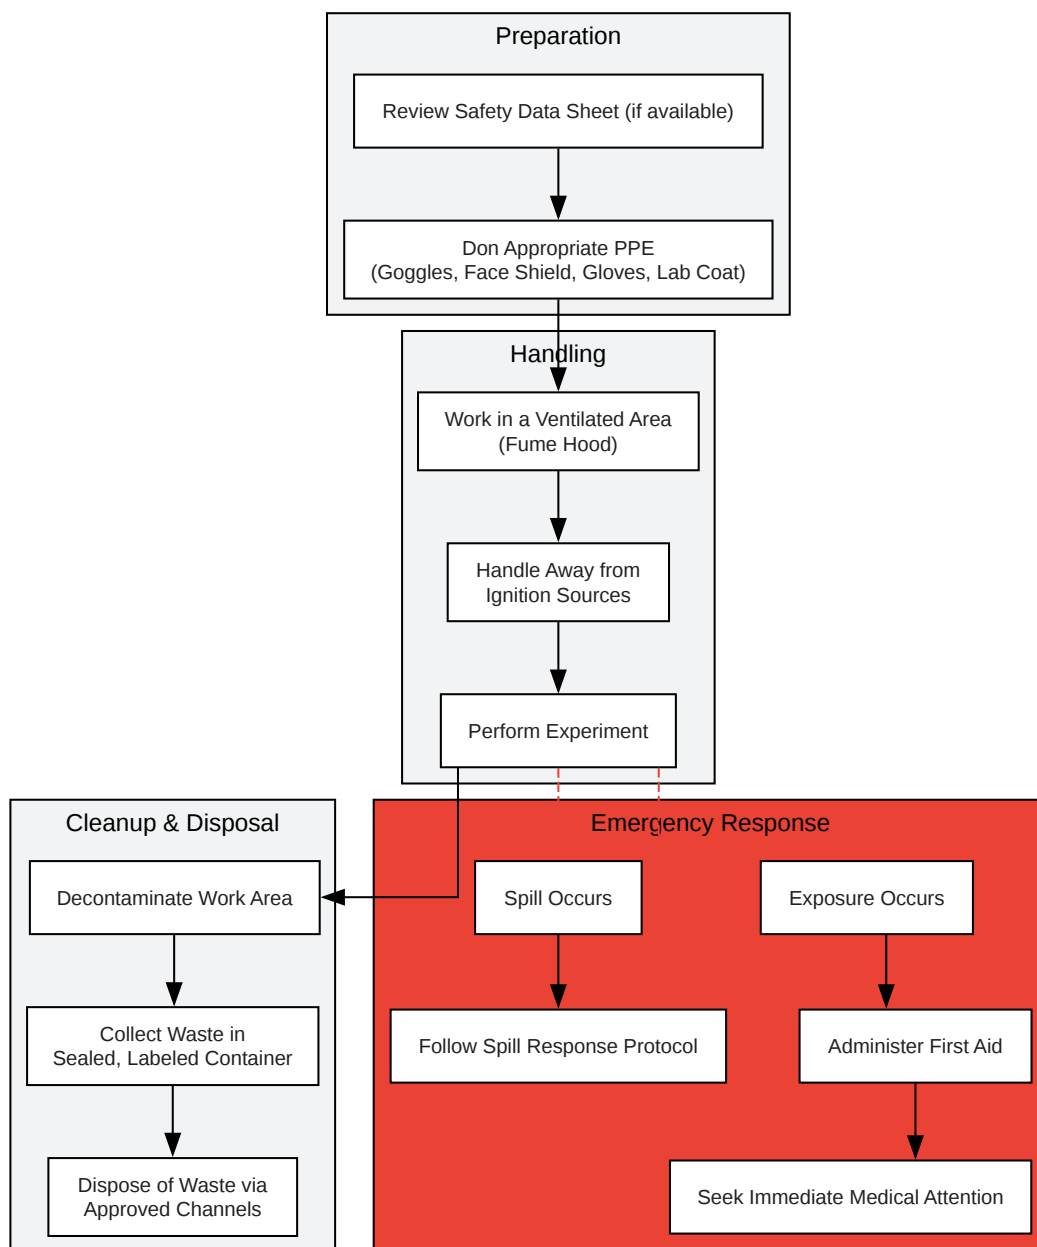 Preparation
Review Safety Data Sheet (if available)
Don Appropriate PPE
(Goggles, Face Shield, Gloves, Lab Coat)
Handling
Work in a Ventilated Area
(Fume Hood)
Handle Away from
Ignition Sources
Perform Experiment
Cleanup & Disposal
Decontaminate Work Area
Collect Waste in
Sealed, Labeled Container
Dispose of Waste via
Approved Channels
Emergency Response
Spill Occurs
Exposure Occurs
Follow Spill Response Protocol
Administer First Aid
Seek Immediate Medical Attention